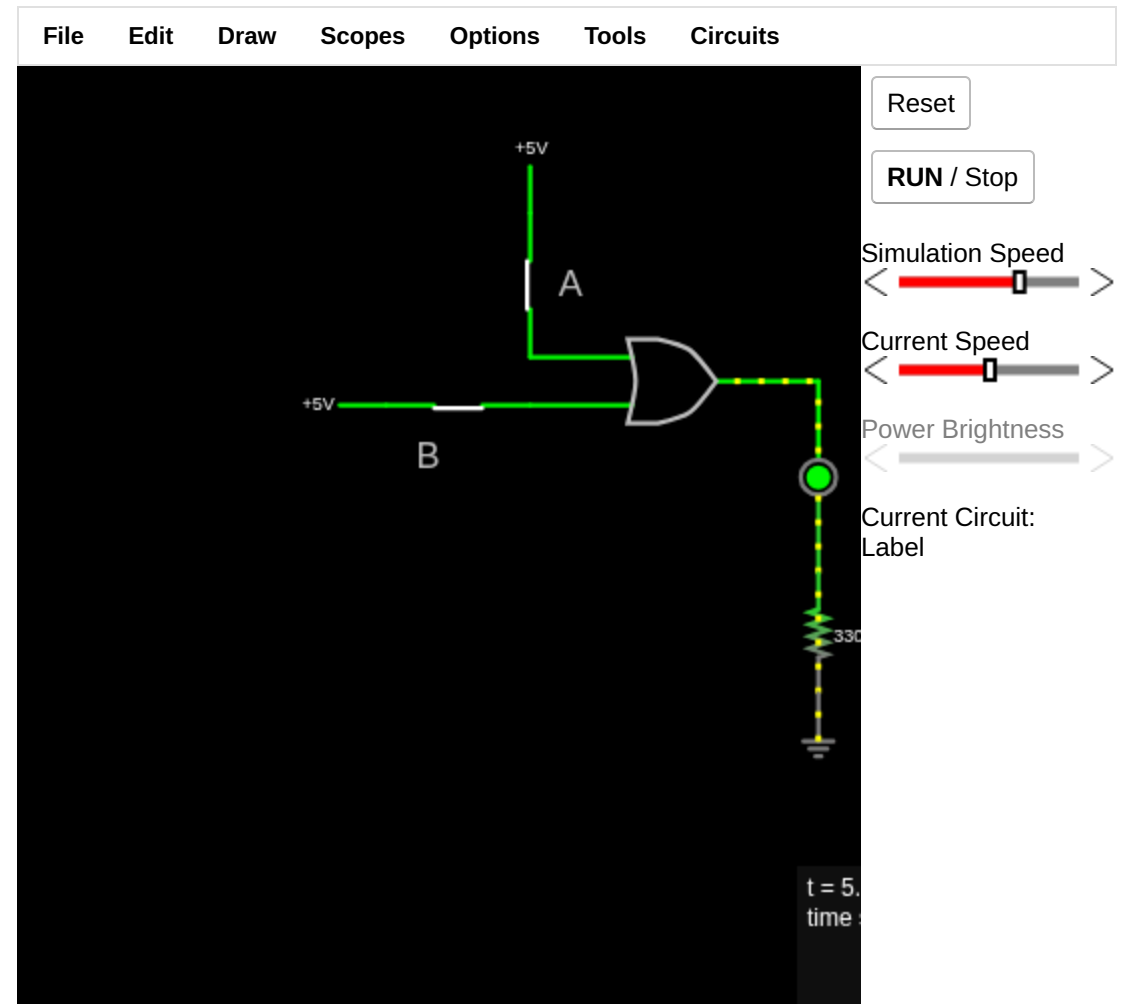 File Edit Draw Scopes Options Tools Circuits
Reset
RUN / Stop
Simulation Speed
Current Speed
Power Brightness
Current Circuit:
Label
+5V
A
+5V
B
330
t = 5.
time